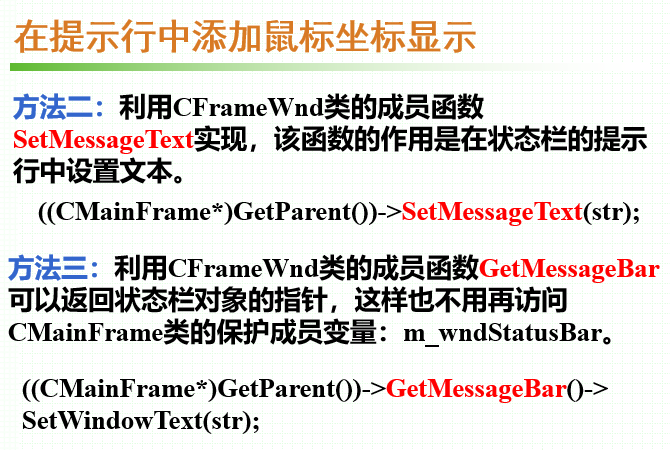 在提示行中添加鼠标坐标显示
方法二：利用CFrameWnd类的成员函数
SetMessageText实现，该函数的作用是在状态栏的提示
行中设置文本。
((CMainFrame*)GetParent())->SetMessageText(str);
方法三：利用CFrameWnd类的成员函数GetMessageBar
可以返回状态栏对象的指针，这样也不用再访问
CMainFrame类的保护成员变量：m_wndStatusBar。
((CMainFrame*)GetParent())->GetMessageBar()->
SetWindowText(str);